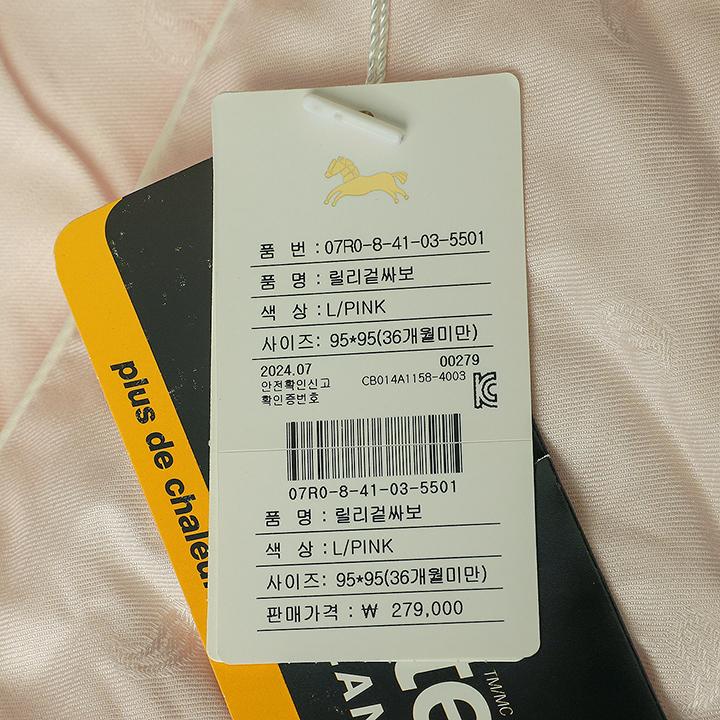 품 번 : 07R0-8-41-03-5501
품 명 : 릴리겉싸보
색 상 : L/PINK
사이즈: 95*95(36개월미만)
2024.07 00279
안전확인신고 CB014A1158-4003
확인증번호
07R0-8-41-03-5501
품 명 : 릴리겉싸보
색 상 : L/PINK
사이즈: 95*95(36개월미만)
판매가격 : ₩ 279,000
plus de chaleu
te
TM/MC